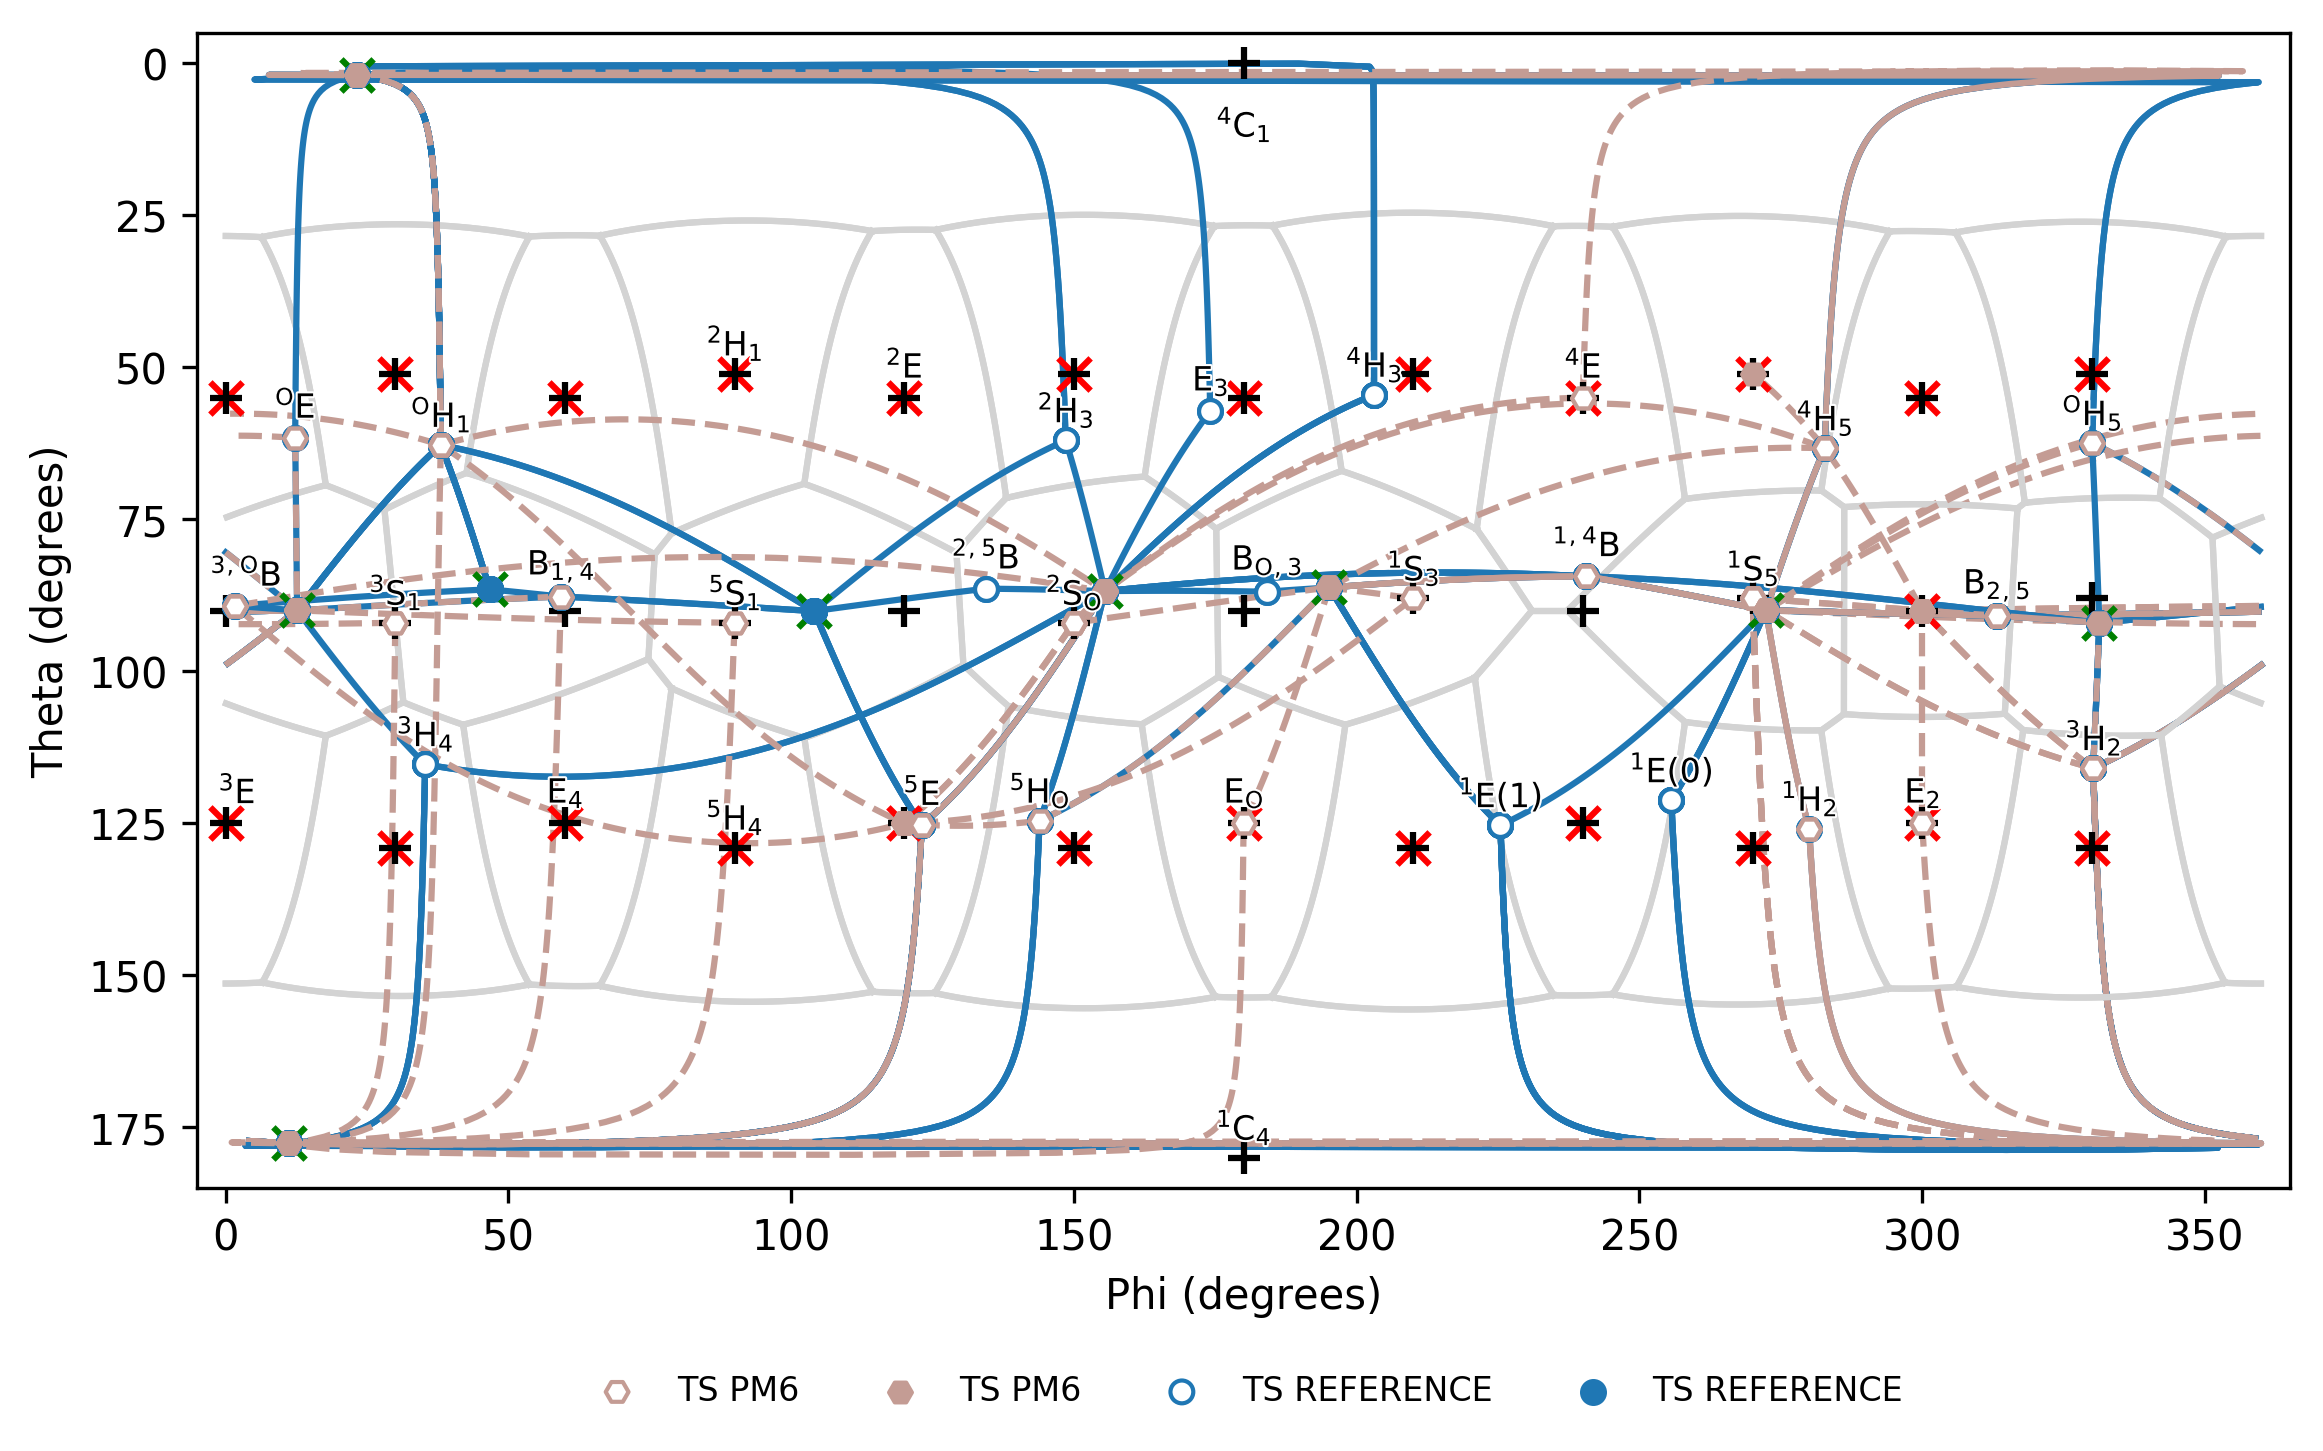 0
25
50
75
100
125
150
175
Theta (degrees)
⁴C₁
²H₁
²E
ᴼE
ᴼH₁
²H₃
E₃
⁴H₃
⁴E
⁴H₅
ᴼH₅
³,ᴼB
³S₁
B₁,₄
⁵S₁
²,⁵B
²Sₒ
Bₒ,₃
¹S₃
¹,⁴B
¹S₅
B₂,₅
³H₄
³E
E₄
⁵H₄
⁵E
⁵Hₒ
Eₒ
¹E(1)
¹E(0)
¹H₂
E₂
³H₂
¹C₄
0 50 100 150 200 250 300 350
Phi (degrees)
TS PM6 TS PM6 TS REFERENCE TS REFERENCE